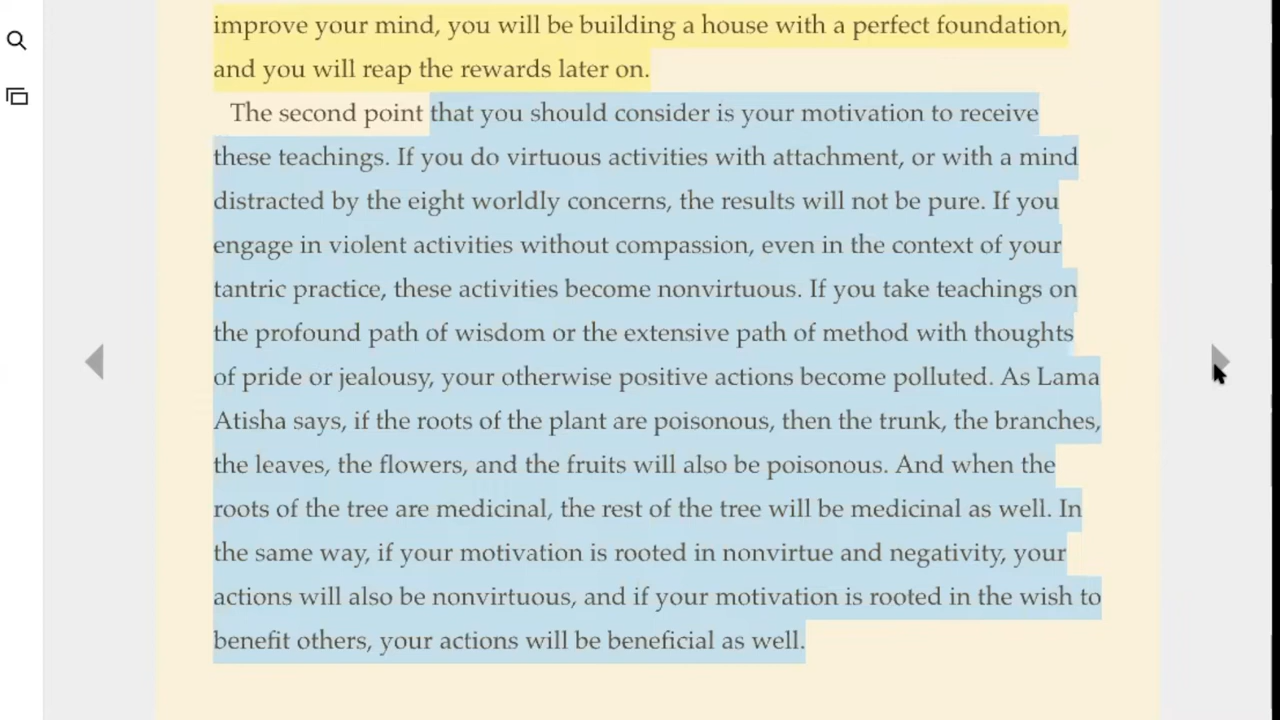 improve your mind, you will be building a house with a perfect foundation,
and you will reap the rewards later on.
The second point that you should consider is your motivation to receive
these teachings. If you do virtuous activities with attachment, or with a mind
distracted by the eight worldly concerns, the results will not be pure. If you
engage in violent activities without compassion, even in the context of your
tantric practice, these activities become nonvirtuous. If you take teachings on
the profound path of wisdom or the extensive path of method with thoughts
of pride or jealousy, your otherwise positive actions become polluted. As Lama
Atisha says, if the roots of the plant are poisonous, then the trunk, the branches,
the leaves, the flowers, and the fruits will also be poisonous. And when the
roots of the tree are medicinal, the rest of the tree will be medicinal as well. In
the same way, if your motivation is rooted in nonvirtue and negativity, your
actions will also be nonvirtuous, and if your motivation is rooted in the wish to
benefit others, your actions will be beneficial as well.